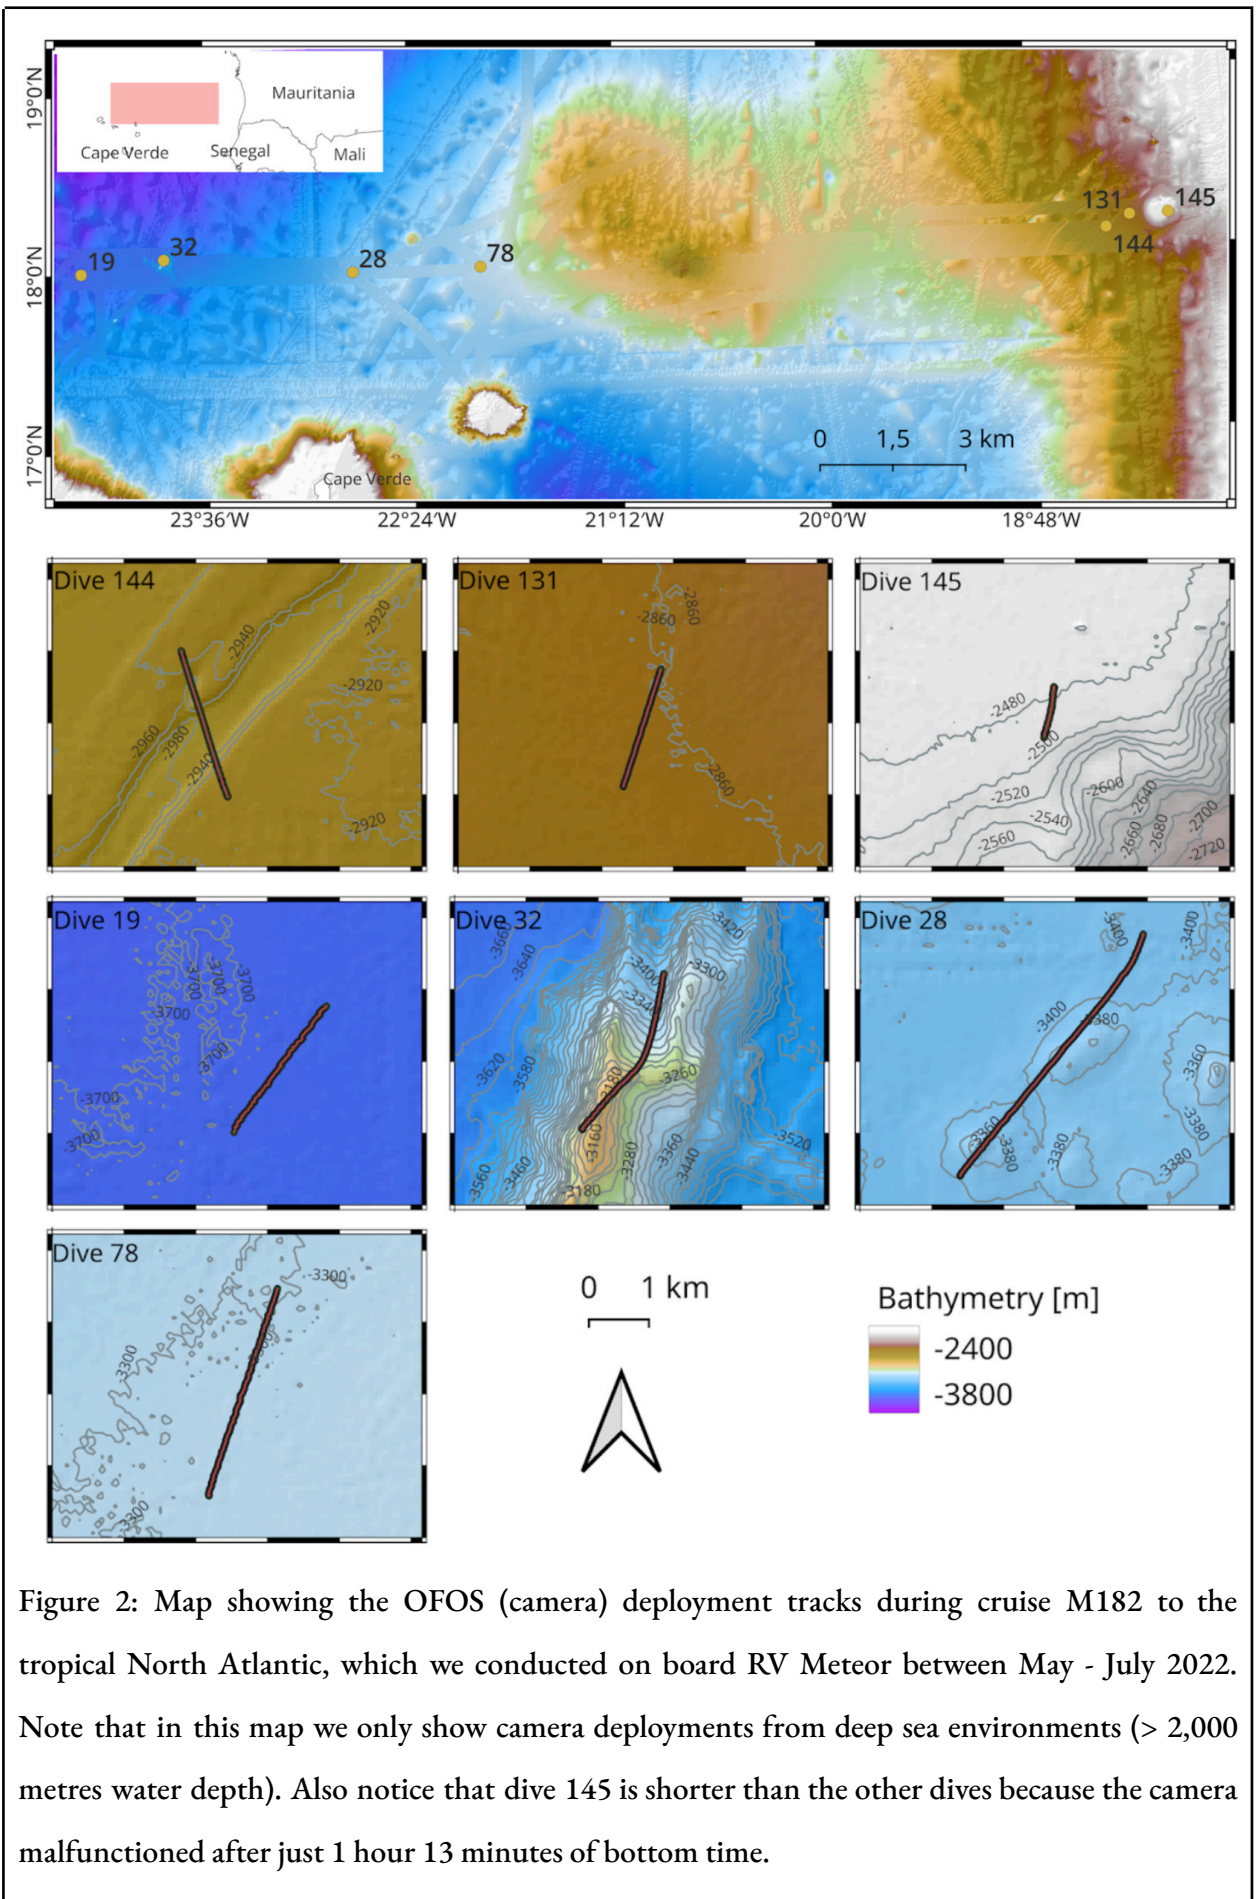 19°0'N
18°0'N
17°0'N
Mauritania
Cape Verde
Senegal
Mali
19
32
28
78
131
145
144
0 1,5 3 km
Cape Verde
23°36'W
22°24'W
21°12'W
20°0'W
18°48'W
Dive 144
-2940
-2920
-2920
-2960
-2980
-2940
-2920
Dive 131
-2860
-2860
-2860
Dive 145
-2480
-2500
-2520
-2540
-2560
-2600
-2640
-2660
-2680
-2700
-2720
Dive 19
-3700
-3700
-3700
-3700
-3700
-3700
-3700
Dive 32
-3660
-3640
-3420
-3400
-3300
-3340
-3620
-3580
-3180
-3260
-3160
-3280
-3360
-3440
-3520
-3560
-3460
-3180
Dive 28
-3400
-3400
-3400
-3380
-3360
-3360
-3380
-3380
-3380
-3380
Dive 78
-3300
-3300
-3300
0 1 km
Bathymetry [m]
-2400
-3800
Figure 2: Map showing the OFOS (camera) deployment tracks during cruise M182 to the
tropical North Atlantic, which we conducted on board RV Meteor between May - July 2022.
Note that in this map we only show camera deployments from deep sea environments (> 2,000
metres water depth). Also notice that dive 145 is shorter than the other dives because the camera
malfunctioned after just 1 hour 13 minutes of bottom time.